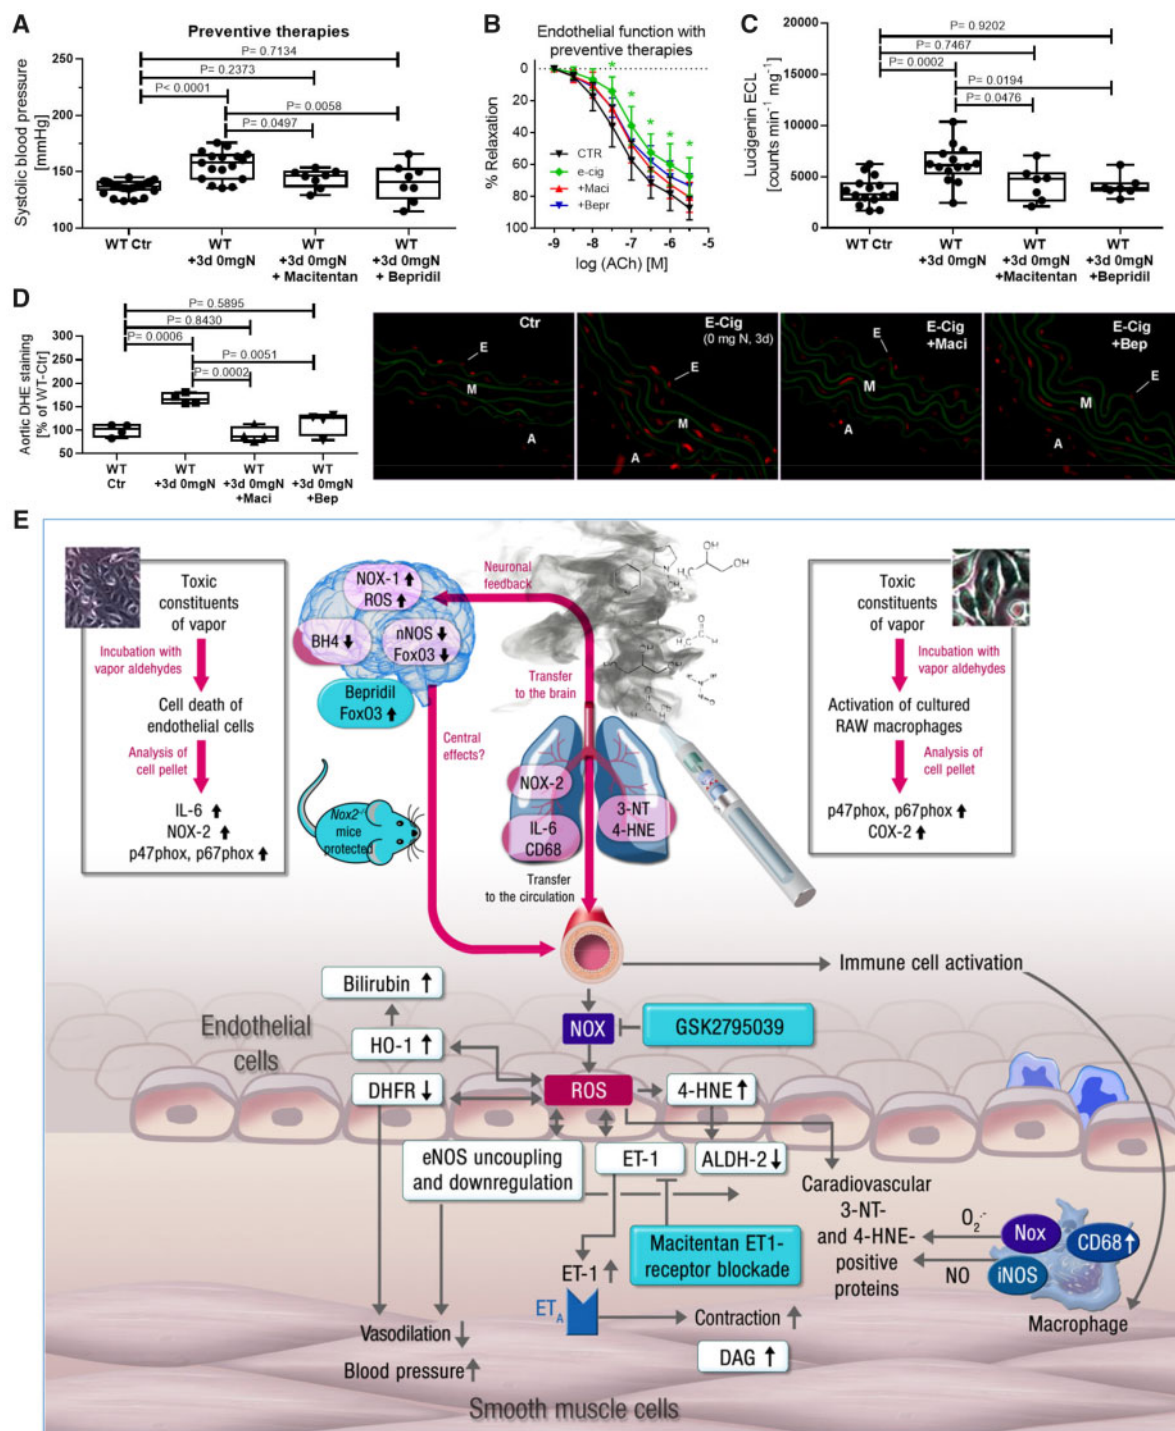 A
Preventive therapies
P= 0.7134
P= 0.2373
P< 0.0001
P= 0.0058
P= 0.0497
Systolic blood pressure
[mmHg]
250
200
150
100
WT Ctr
WT
+3d 0mgN
WT
+3d 0mgN
+ Macitentan
WT
+3d 0mgN
+ Bepridil
B
Endothelial function with
preventive therapies
% Relaxation
0
20
40
60
80
100
*
*
*
*
*
CTR
e-cig
+Maci
+Bepr
-9
-8
-7
-6
-5
log (ACh) [M]
C
P= 0.9202
P= 0.7467
P= 0.0002
P= 0.0194
P= 0.0476
Lucigenin ECL
[counts min⁻¹ mg⁻¹]
20000
15000
10000
5000
0
WT Ctr
WT
+3d 0mgN
WT
+3d 0mgN
+Macitentan
WT
+3d 0mgN
+Bepridil
D
P= 0.5895
P= 0.8430
P= 0.0006
P= 0.0051
P= 0.0002
Aortic DHE staining
[% of WT-Ctr]
350
300
250
200
150
100
50
WT
Ctr
WT
+3d 0mgN
WT
+3d 0mgN
+Maci
WT
+3d 0mgN
+Bep
Ctr
E
M
A
E-Cig
(0 mg N, 3d)
E
M
A
E-Cig
+Maci
E
M
A
E-Cig
+Bep
E
M
A
E
Toxic
constituents
of vapor
Incubation with
vapor aldehydes
Cell death of
endothelial cells
Analysis of
cell pellet
IL-6 ↑
NOX-2 ↑
p47phox, p67phox ↑
NOX-1 ↑
ROS ↑
BH4 ↓
nNOS ↓
Fox03 ↓
Bepridil
FoxO3 ↑
Neuronal
feedback
Transfer
to the brain
Central
effects?
Nox2-/-
mice
protected
NOX-2
IL-6
CD68
3-NT
4-HNE
Transfer
to the circulation
Toxic
constituents
of vapor
Incubation with
vapor aldehydes
Activation of cultured
RAW macrophages
Analysis of
cell pellet
p47phox, p67phox ↑
COX-2 ↑
Immune cell activation
Bilirubin ↑
Endothelial
cells
HO-1 ↑
DHFR ↓
NOX
GSK2795039
ROS
4-HNE ↑
eNOS uncoupling
and downregulation
ET-1
ALDH-2 ↓
Caradiovascular
3-NT-
and 4-HNE-
positive
proteins
O₂·⁻
NO
Nox
CD68 ↑
iNOS
Macrophage
Macitentan ET1-
receptor blockade
ET-1 ↑
ETA
Contraction ↑
DAG ↑
Vasodilation ↓
Blood pressure ↑
Smooth muscle cells